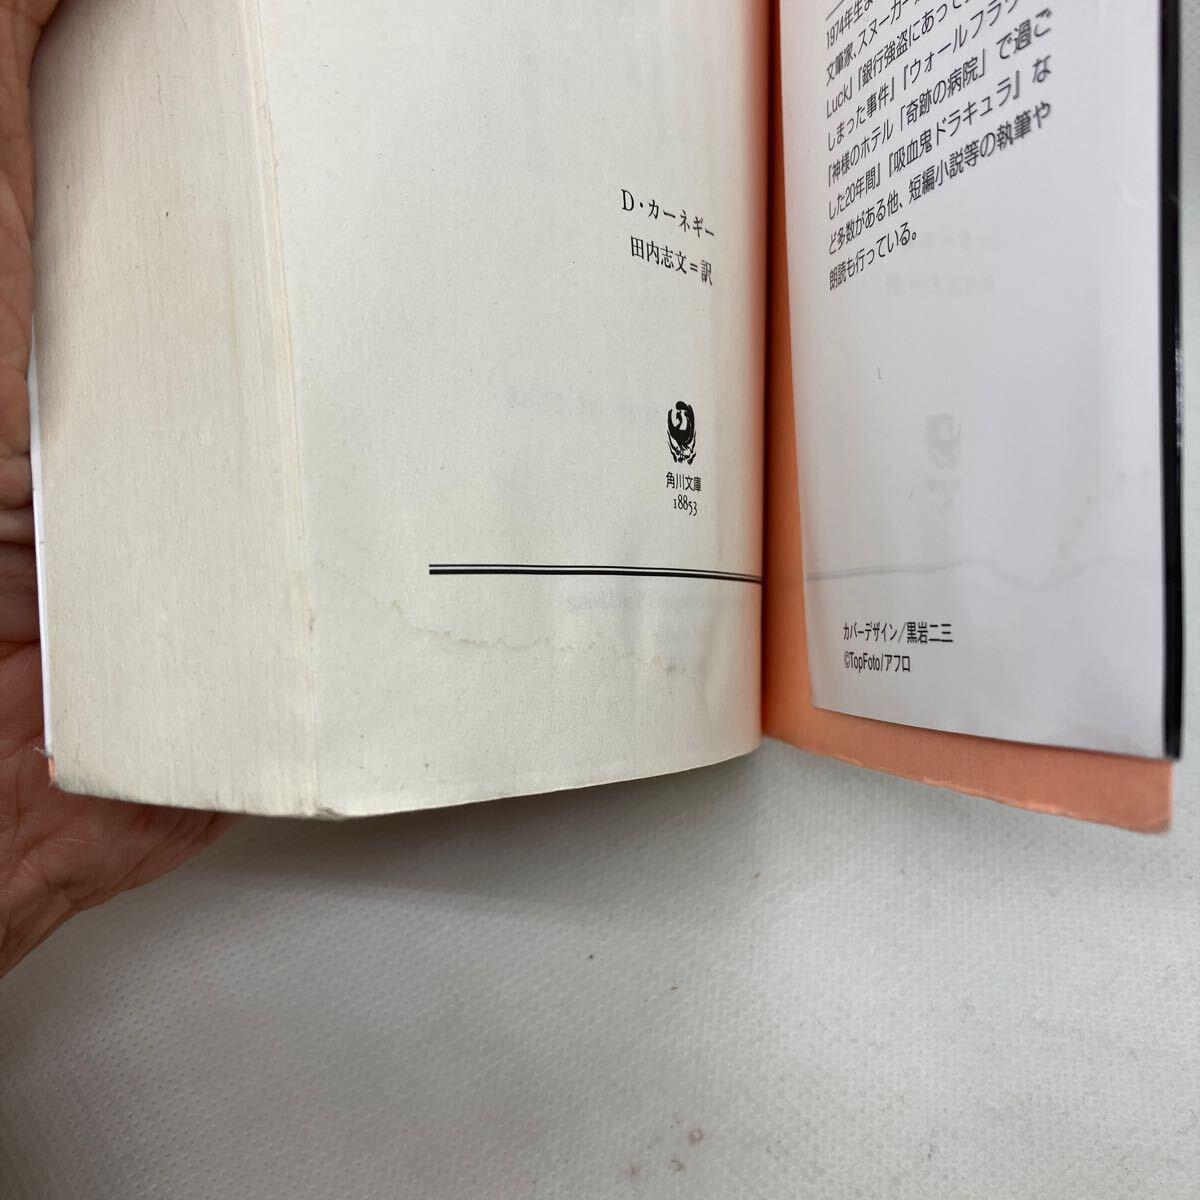 D・カーネギー
田内志文＝訳
角川文庫
18853
1974年生ま
文筆家、スヌーカー
Luck』『銀行強盗にあって
しまった事件』『ウォールフラワ
『神様のホテル 「奇跡の病院」で過ご
した20年間』『吸血鬼ドラキュラ』な
ど多数がある他、短編小説等の執筆や
朗読も行っている。
カバーデザイン/黒岩二三
©TopFoto/アフロ